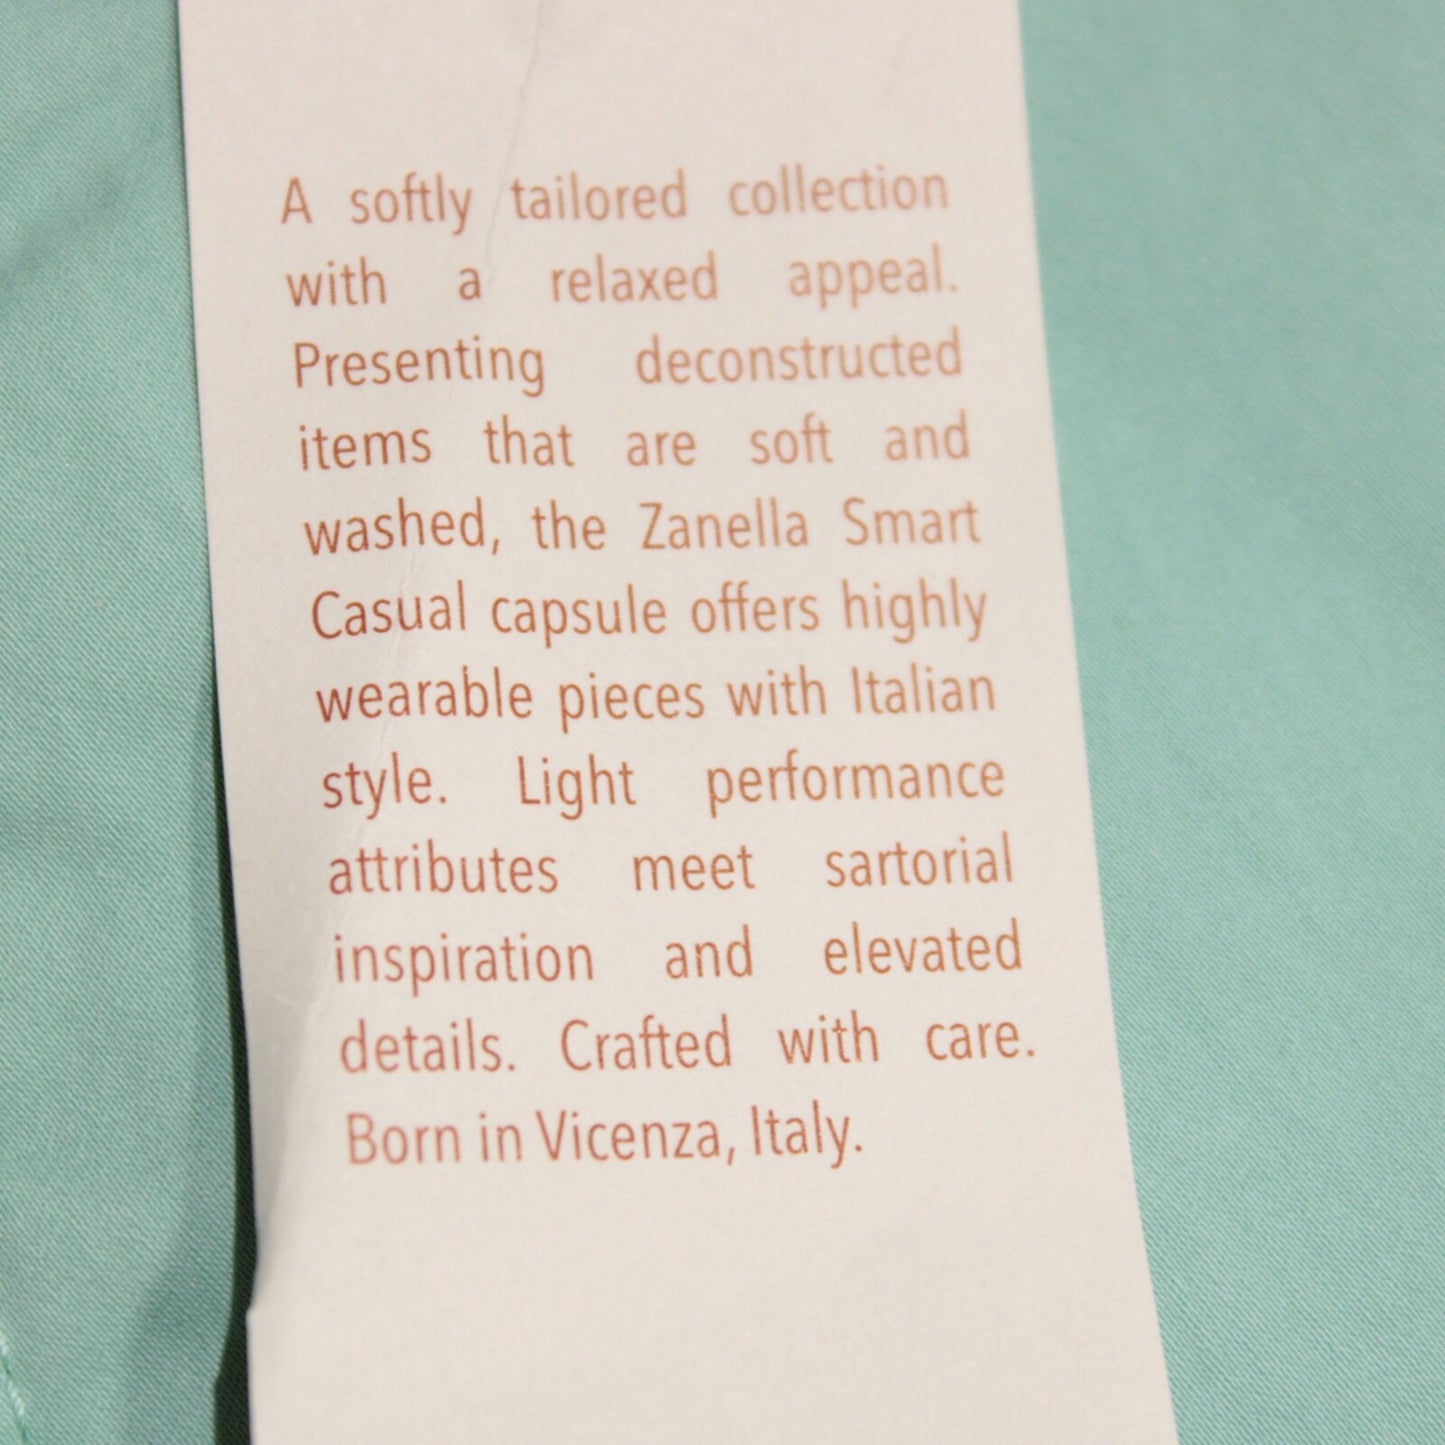 A softly tailored collection
with a relaxed appeal.
Presenting deconstructed
items that are soft and
washed, the Zanella Smart
Casual capsule offers highly
wearable pieces with Italian
style. Light performance
attributes meet sartorial
inspiration and elevated
details. Crafted with care.
Born in Vicenza, Italy.